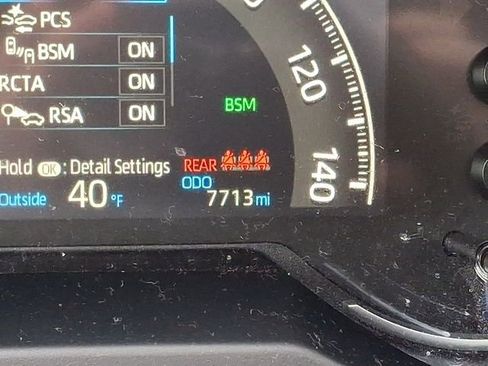 PCS
BSM ON
RCTA ON
RSA ON
BSM
120
140
Hold OK : Detail Settings
REAR
ODO
Outside 40 °F
7713 mi